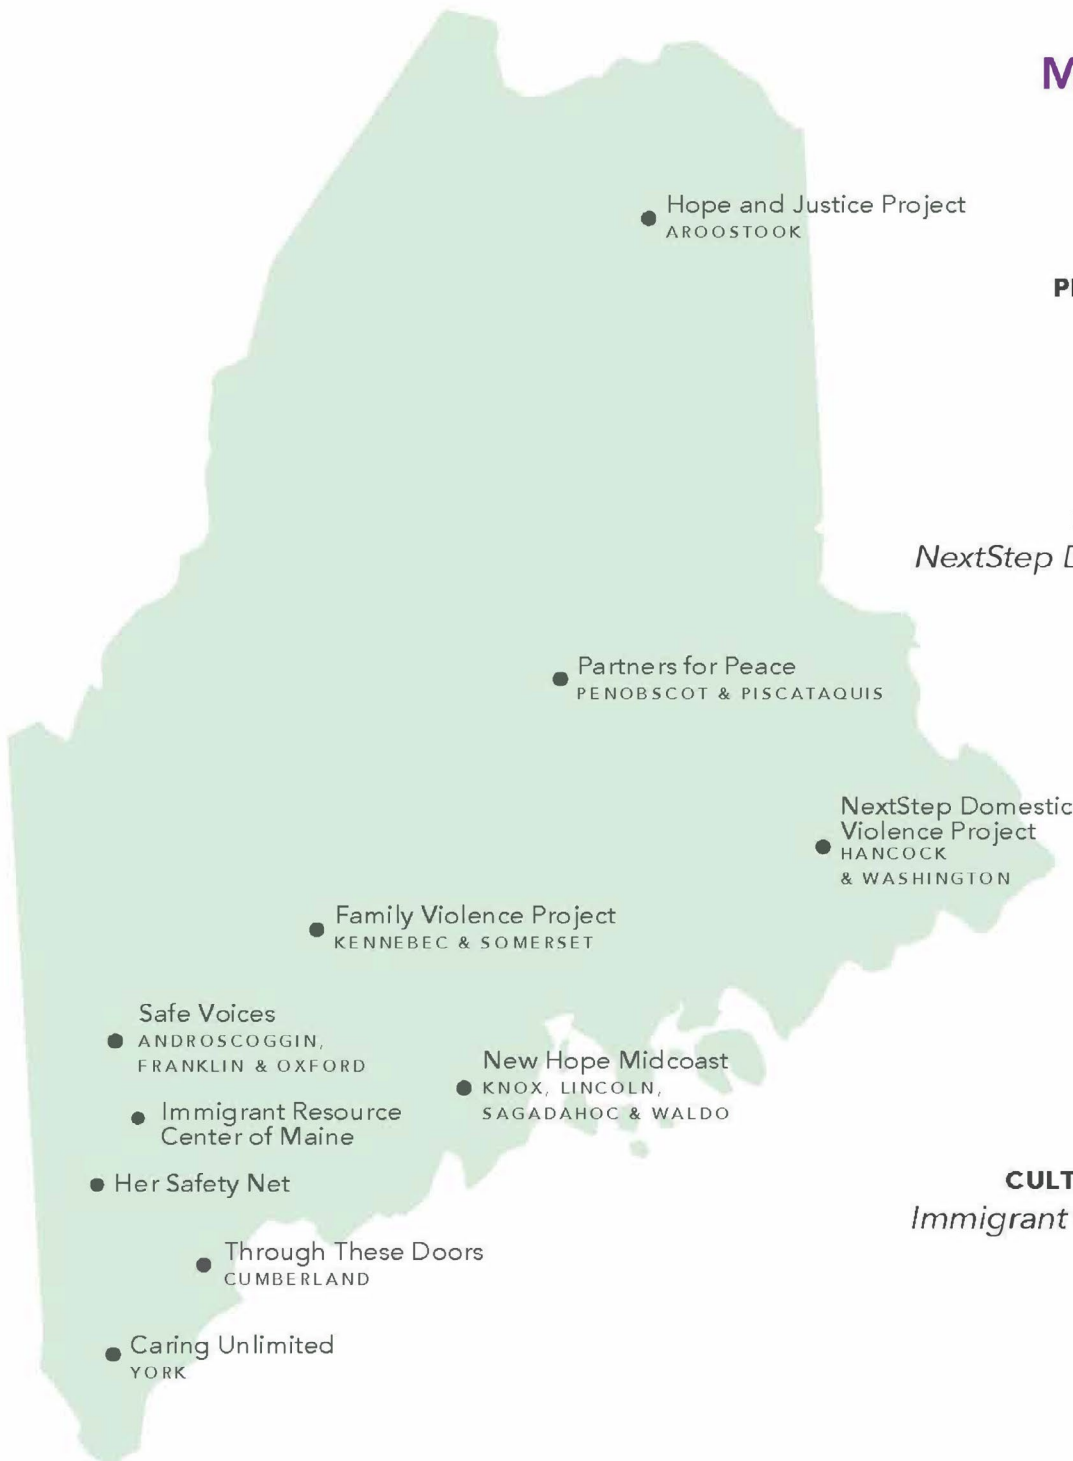 M
Hope and Justice Project
AROOSTOOK
NextStep
Partners for Peace
PENOBSCOT & PISCATAQUIS
NextStep Domestic
Violence Project
HANCOCK
& WASHINGTON
Family Violence Project
KENNEBEC & SOMERSET
Safe Voices
ANDROSCOGGIN,
FRANKLIN & OXFORD
New Hope Midcoast
KNOX, LINCOLN,
SAGADAHOC & WALDO
Immigrant Resource
Center of Maine
Her Safety Net
CULT
Immigrant
Through These Doors
CUMBERLAND
Caring Unlimited
YORK